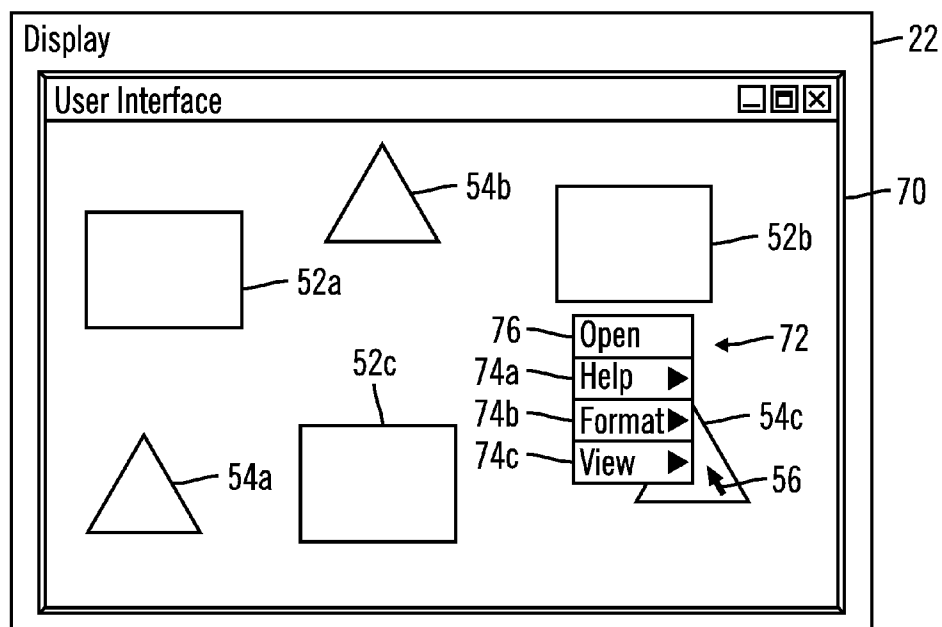 Display
22
User Interface
54b
70
52b
52a
76 Open
72
74a Help
52c
74b Format
54c
74c View
54a
56